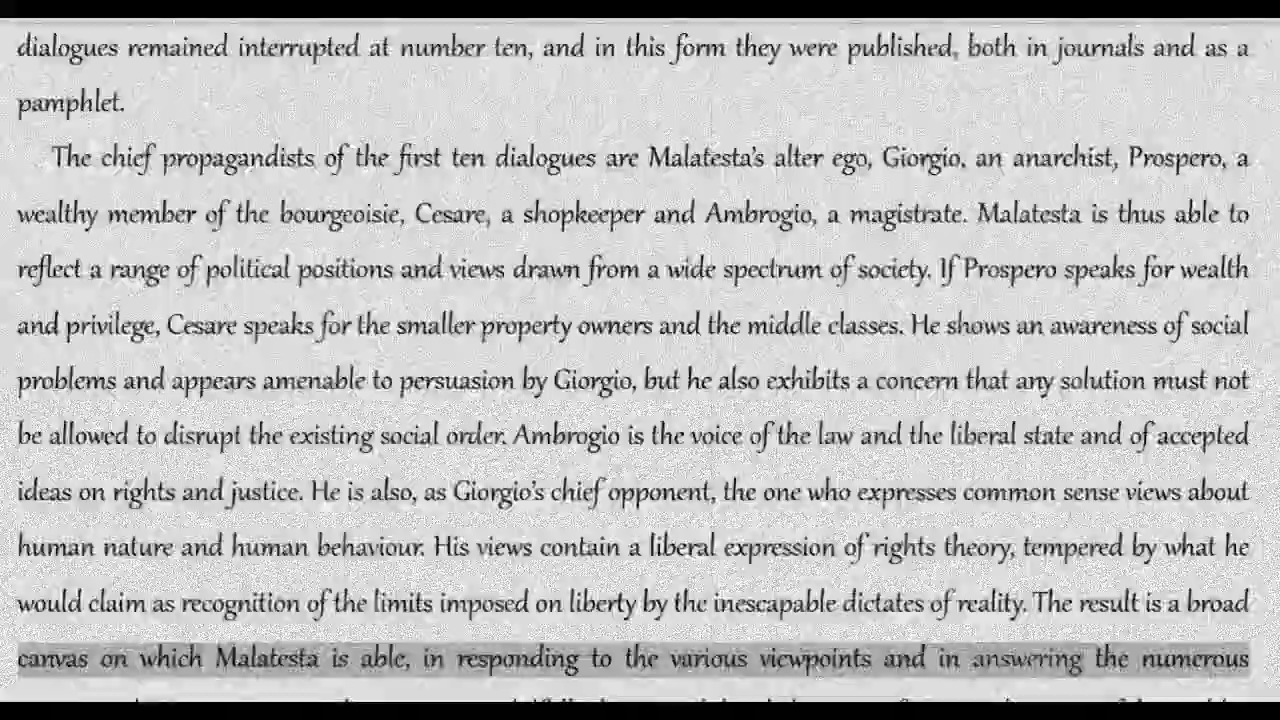 dialogues remained interrupted at number ten, and in this form they were published, both in journals and as a
pamphlet.
The chief propagandists of the first ten dialogues are Malatesta's alter ego, Giorgio, an anarchist, Prospero, a
wealthy member of the bourgeoisie, Cesare, a shopkeeper and Ambrogio, a magistrate. Malatesta is thus able to
reflect a range of political positions and views drawn from a wide spectrum of society. If Prospero speaks for wealth
and privilege, Cesare speaks for the smaller property owners and the middle classes. He shows an awareness of social
problems and appears amenable to persuasion by Giorgio, but he also exhibits a concern that any solution must not
be allowed to disrupt the existing social order. Ambrogio is the voice of the law and the liberal state and of accepted
ideas on rights and justice. He is also, as Giorgio's chief opponent, the one who expresses common sense views about
human nature and human behaviour. His views contain a liberal expression of rights theory, tempered by what he
would claim as recognition of the limits imposed on liberty by the inescapable dictates of reality. The result is a broad
canvas on which Malatesta is able, in responding to the various viewpoints and in answering the numerous